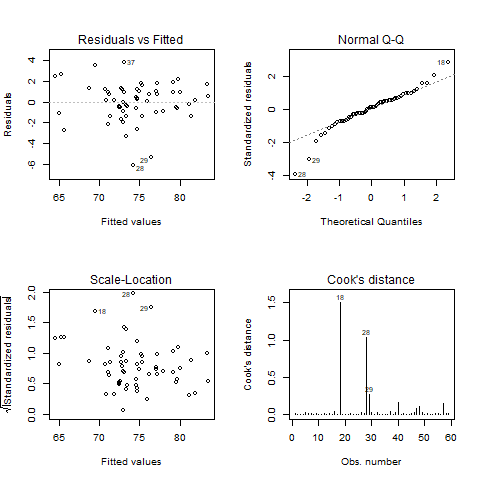 Residuals vs Fitted
Residuals
-6 -4 -2 0 2 4
37
29
28
65 70 75 80
Fitted values
Normal Q-Q
Standardized residuals
-4 -2 0 2
18
29
28
-2 -1 0 1 2
Theoretical Quantiles
Scale-Location
√|Standardized residuals|
0.0 0.5 1.0 1.5 2.0
28
29
18
65 70 75 80
Fitted values
Cook's distance
Cook's distance
0.0 0.5 1.0 1.5
18
28
29
0 10 20 30 40 50 60
Obs. number